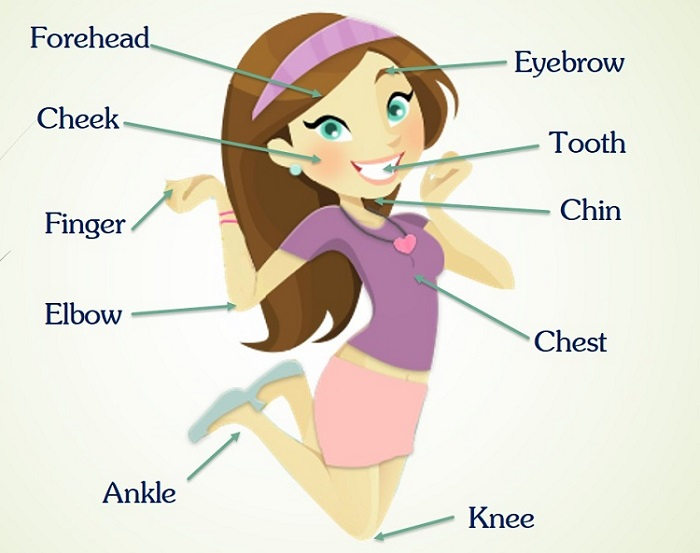 Forehead
Eyebrow
Cheek
Tooth
Chin
Finger
Elbow
Chest
Ankle
Knee